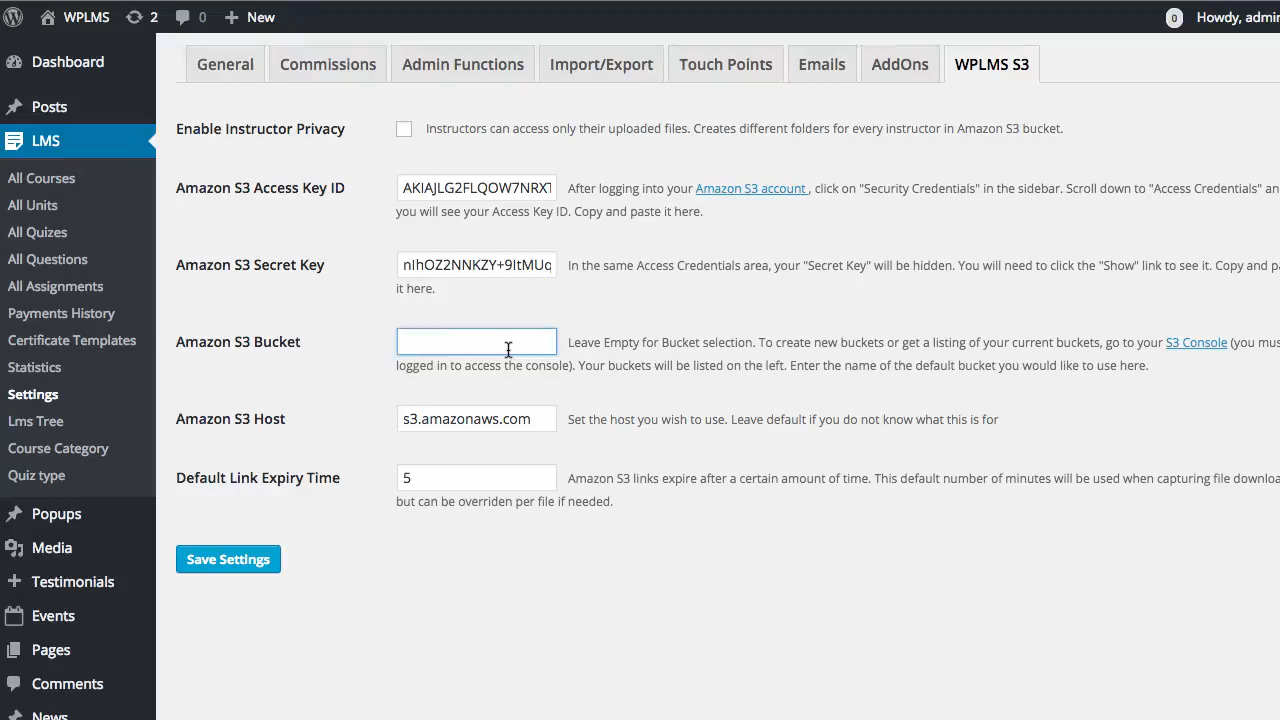 WPLMS 2 0 New 0 Howdy, admin
Dashboard
Posts
LMS
All Courses
All Units
All Quizes
All Questions
All Assignments
Payments History
Certificate Templates
Statistics
Settings
Lms Tree
Course Category
Quiz type
Popups
Media
Testimonials
Events
Pages
Comments
News
General Commissions Admin Functions Import/Export Touch Points Emails AddOns WPLMS S3
Enable Instructor Privacy Instructors can access only their uploaded files. Creates different folders for every instructor in Amazon S3 bucket.
Amazon S3 Access Key ID AKIAJLG2FLQOW7NRX After logging into your Amazon S3 account , click on "Security Credentials" in the sidebar. Scroll down to "Access Credentials" an
you will see your Access Key ID. Copy and paste it here.
Amazon S3 Secret Key nIhOZ2NNKZY+9ItMUq In the same Access Credentials area, your "Secret Key" will be hidden. You will need to click the "Show" link to see it. Copy and pa
it here.
Amazon S3 Bucket Leave Empty for Bucket selection. To create new buckets or get a listing of your current buckets, go to your S3 Console (you mus
logged in to access the console). Your buckets will be listed on the left. Enter the name of the default bucket you would like to use here.
Amazon S3 Host s3.amazonaws.com Set the host you wish to use. Leave default if you do not know what this is for
Default Link Expiry Time 5 Amazon S3 links expire after a certain amount of time. This default number of minutes will be used when capturing file downloa
but can be overriden per file if needed.
Save Settings